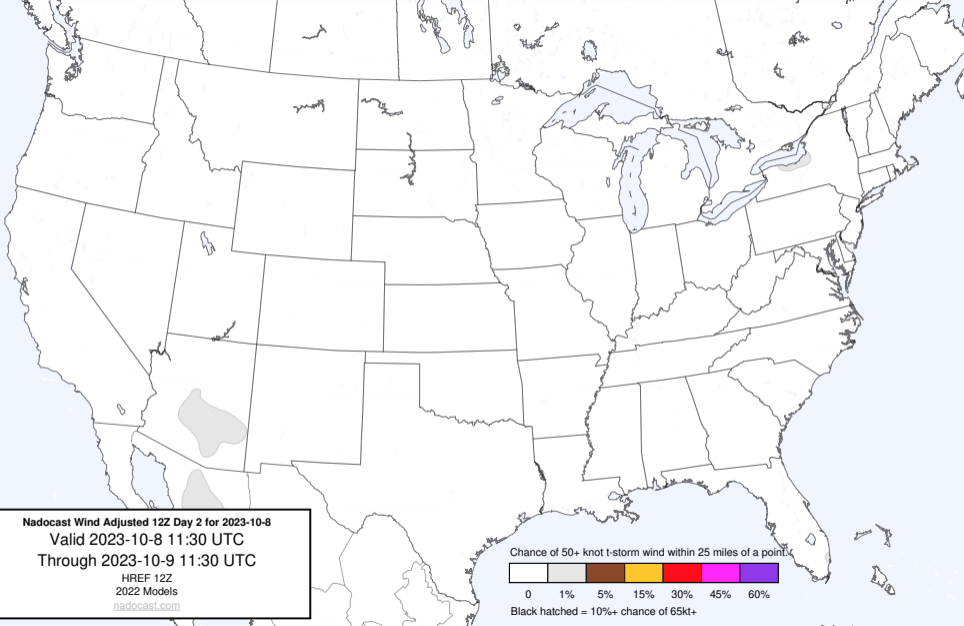 Nadocast Wind Adjusted 12Z Day 2 for 2023-10-8
Valid 2023-10-8 11:30 UTC
Through 2023-10-9 11:30 UTC
HREF 12Z
2022 Models
nadocast.com
Chance of 50+ knot t-storm wind within 25 miles of a point.
0 1% 5% 15% 30% 45% 60%
Black hatched = 10%+ chance of 65kt+